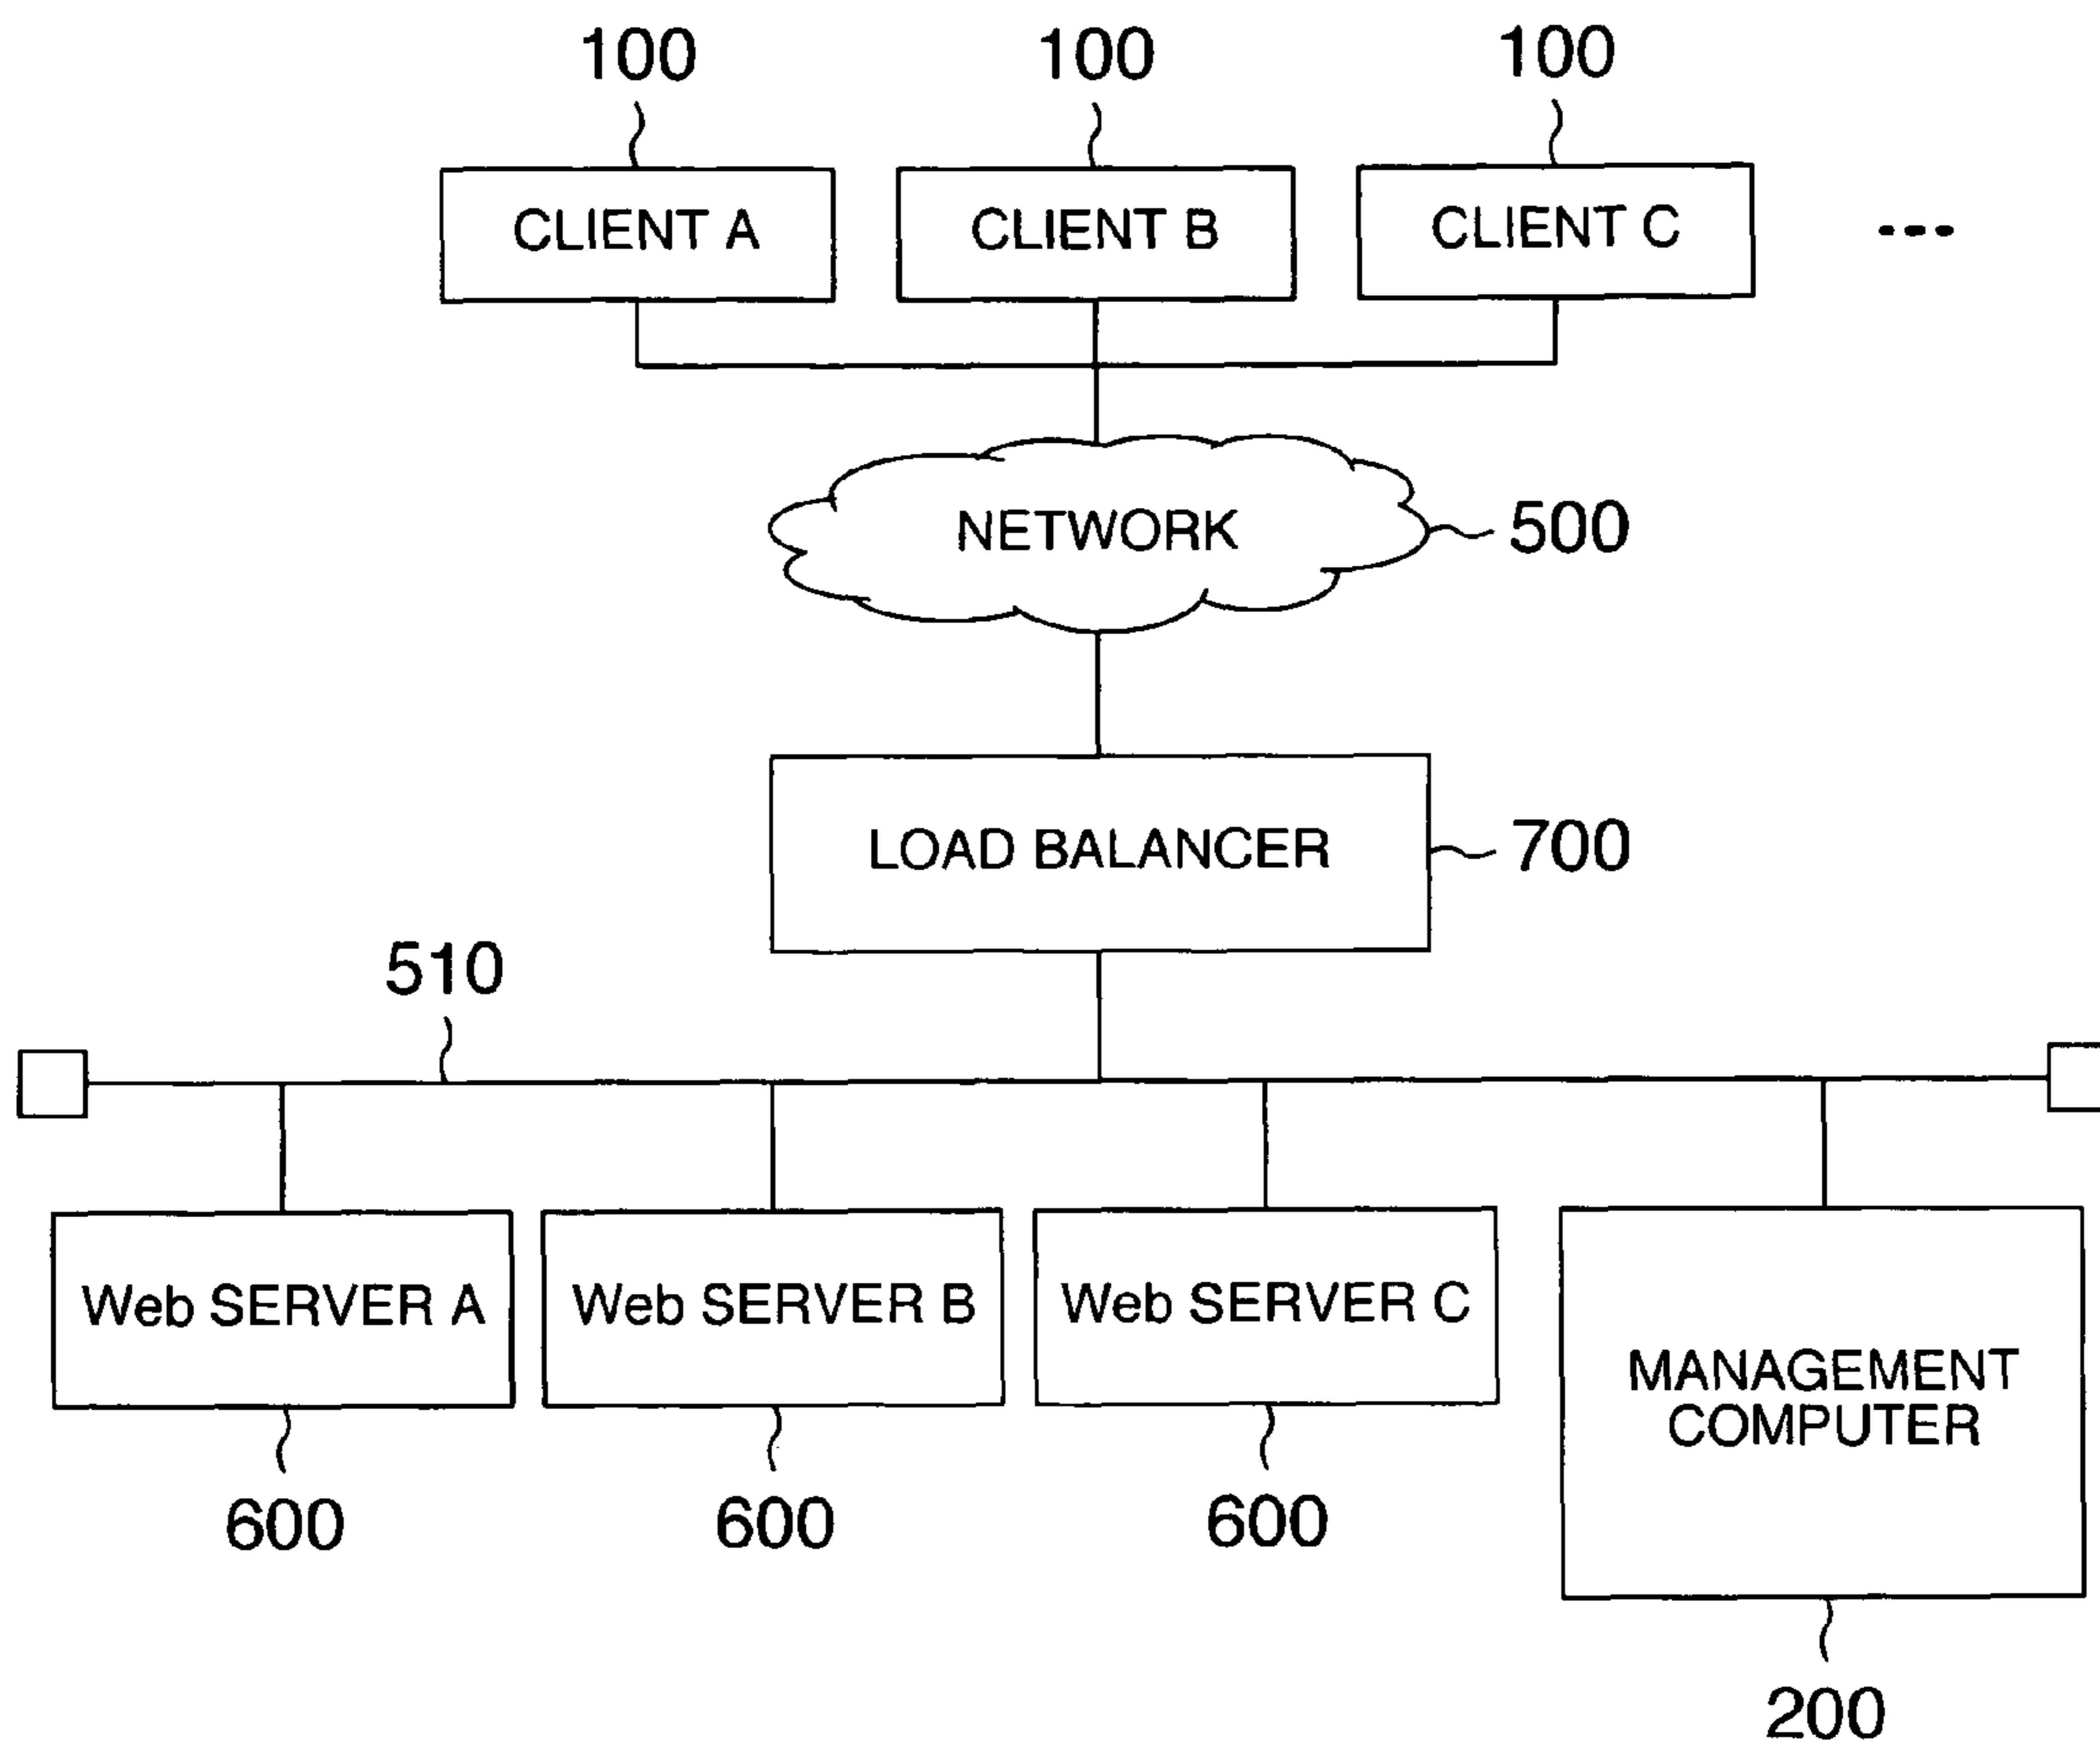 100 100 100
CLIENT A CLIENT B CLIENT C ---
NETWORK 500
LOAD BALANCER 700
510
Web SERVER A Web SERVER B Web SERVER C
MANAGEMENT
COMPUTER
600 600 600
200